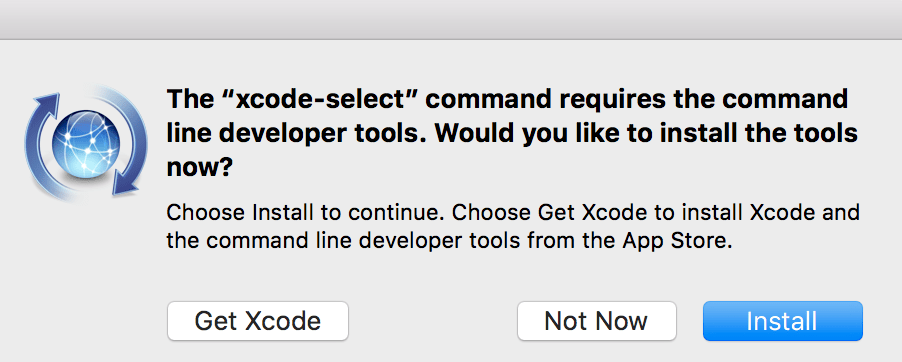 The “xcode-select” command requires the command
line developer tools. Would you like to install the tools
now?
Choose Install to continue. Choose Get Xcode to install Xcode and
the command line developer tools from the App Store.
Get Xcode
Not Now
Install